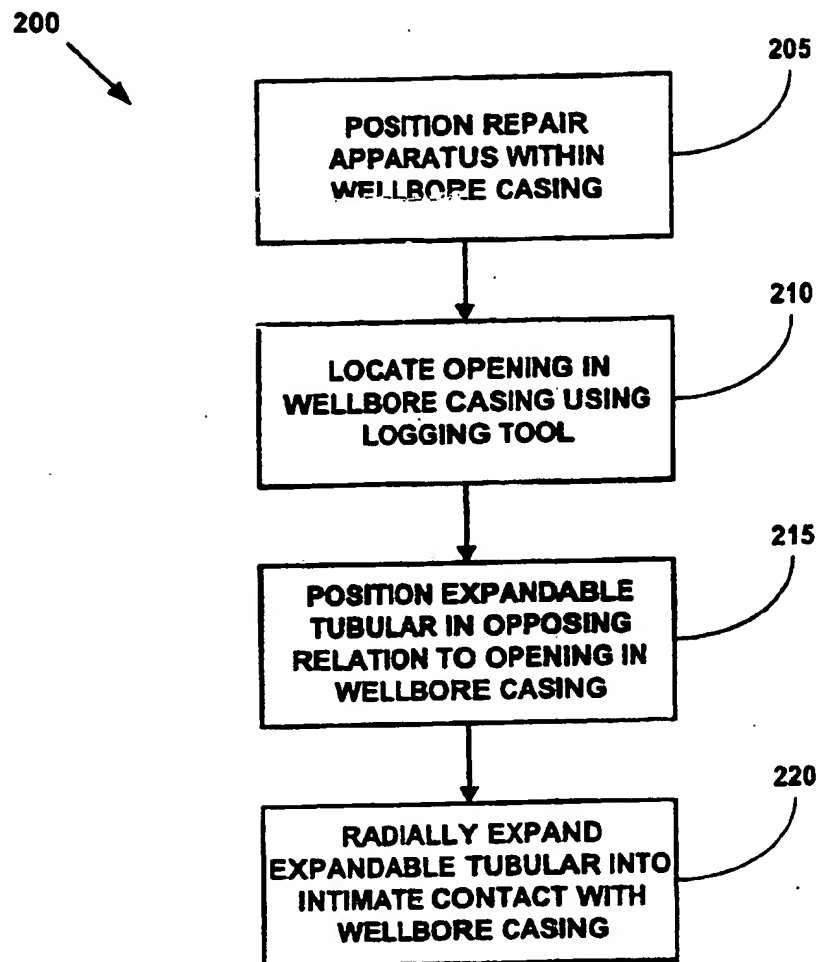 200
205
POSITION REPAIR
APPARATUS WITHIN
WELLBORE CASING
210
LOCATE OPENING IN
WELLBORE CASING USING
LOGGING TOOL
215
POSITION EXPANDABLE
TUBULAR IN OPPOSING
RELATION TO OPENING IN
WELLBORE CASING
220
RADIALLY EXPAND
EXPANDABLE TUBULAR INTO
INTIMATE CONTACT WITH
WELLBORE CASING